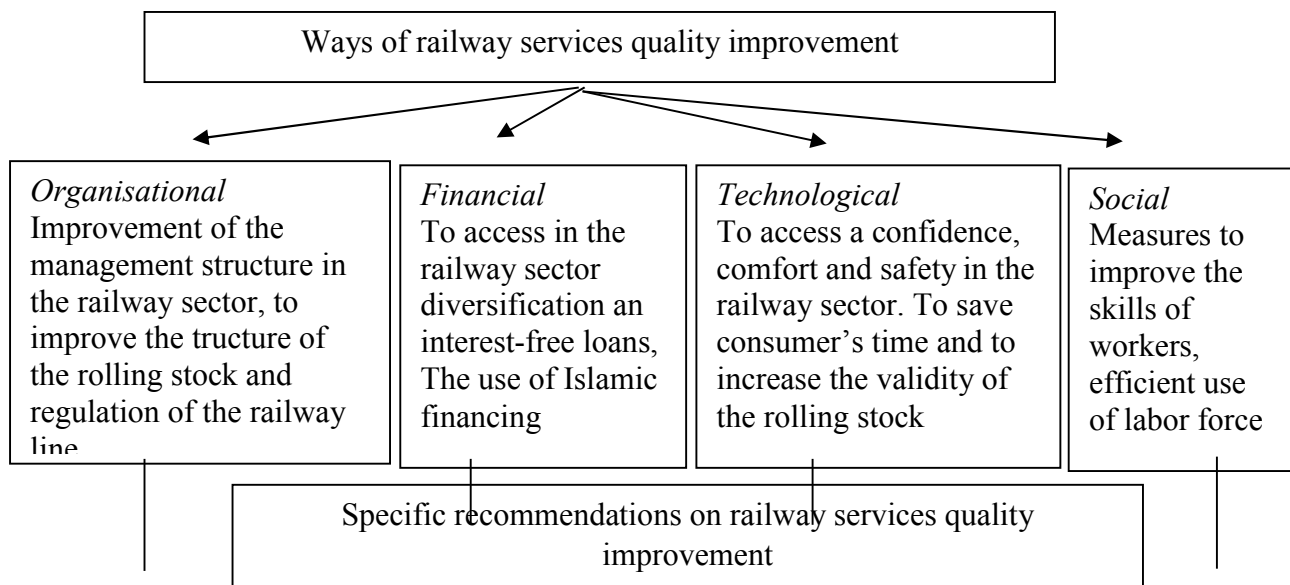 Ways of railway services quality improvement
Organisational
Improvement of the
management structure in
the railway sector, to
improve the tructure of
the rolling stock and
regulation of the railway
line
Financial
To access in the
railway sector
diversification an
interest-free loans,
The use of Islamic
financing
Technological
To access a confidence,
comfort and safety in the
railway sector. To save
consumer’s time and to
increase the validity of
the rolling stock
Social
Measures to
improve the
skills of
workers,
efficient use
of labor force
Specific recommendations on railway services quality
improvement